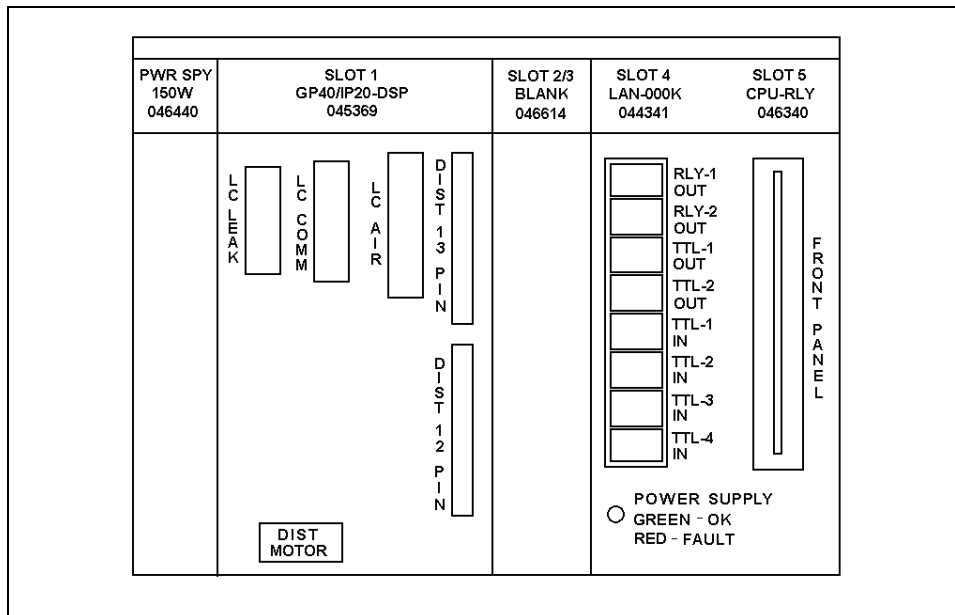 PWR SPY
150W
046440
SLOT 1
GP40/IP20-DSP
045369
SLOT 2/3
BLANK
046614
SLOT 4
LAN-000K
044341
SLOT 5
CPU-RLY
046340
LC LEAK
LC COMM
LC AIR
DIST 13 PIN
DIST 12 PIN
DIST
MOTOR
RLY-1
OUT
RLY-2
OUT
TTL-1
OUT
TTL-2
OUT
TTL-1
IN
TTL-2
IN
TTL-3
IN
TTL-4
IN
FRONT PANEL
POWER SUPPLY
GREEN - OK
RED - FAULT